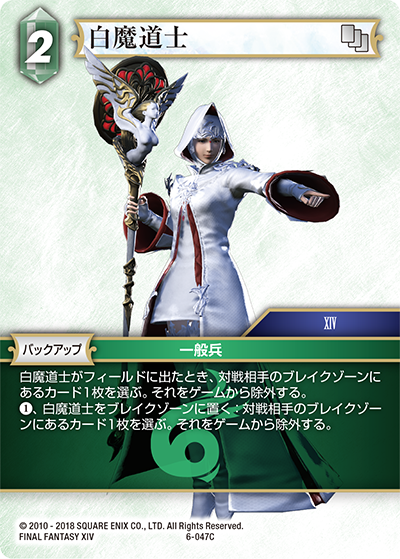 2
白魔道士
XIV
バックアップ
一般兵
白魔道士がフィールドに出たとき、対戦相手のブレイクゾーンに
あるカード1枚を選ぶ。それをゲームから除外する。
❶、白魔道士をブレイクゾーンに置く:対戦相手のブレイクゾー
ンにあるカード1枚を選ぶ。それをゲームから除外する。
6
© 2010 - 2018 SQUARE ENIX CO., LTD. All Rights Reserved.
FINAL FANTASY XIV
6-047C